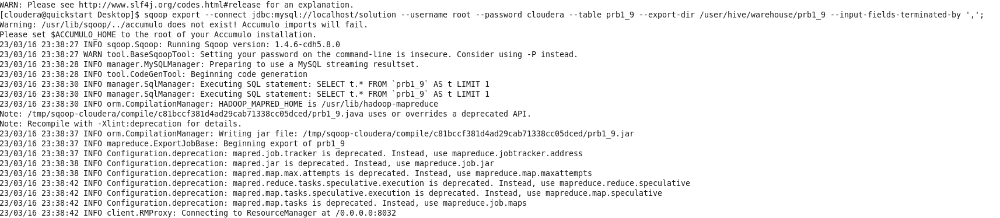 WARN: Please see http://www.slf4j.org/codes.html#release for an explanation.
[cloudera@quickstart Desktop]$ sqoop export --connect jdbc:mysql://localhost/solution --username root --password cloudera --table prb1_9 --export-dir /user/hive/warehouse/prb1_9 --input-fields-terminated-by ',';
Warning: /usr/lib/sqoop/../accumulo does not exist! Accumulo imports will fail.
Please set $ACCUMULO_HOME to the root of your Accumulo installation.
23/03/16 23:38:27 INFO sqoop.Sqoop: Running Sqoop version: 1.4.6-cdh5.8.0
23/03/16 23:38:27 WARN tool.BaseSqoopTool: Setting your password on the command-line is insecure. Consider using -P instead.
23/03/16 23:38:28 INFO manager.MySQLManager: Preparing to use a MySQL streaming resultset.
23/03/16 23:38:28 INFO tool.CodeGenTool: Beginning code generation
23/03/16 23:38:30 INFO manager.SqlManager: Executing SQL statement: SELECT t.* FROM `prb1_9` AS t LIMIT 1
23/03/16 23:38:30 INFO manager.SqlManager: Executing SQL statement: SELECT t.* FROM `prb1_9` AS t LIMIT 1
23/03/16 23:38:30 INFO orm.CompilationManager: HADOOP_MAPRED_HOME is /usr/lib/hadoop-mapreduce
Note: /tmp/sqoop-cloudera/compile/c81bccf381d4ad29cab71338cc05dced/prb1_9.java uses or overrides a deprecated API.
Note: Recompile with -Xlint:deprecation for details.
23/03/16 23:38:37 INFO orm.CompilationManager: Writing jar file: /tmp/sqoop-cloudera/compile/c81bccf381d4ad29cab71338cc05dced/prb1_9.jar
23/03/16 23:38:37 INFO mapreduce.ExportJobBase: Beginning export of prb1_9
23/03/16 23:38:37 INFO Configuration.deprecation: mapred.job.tracker is deprecated. Instead, use mapreduce.jobtracker.address
23/03/16 23:38:38 INFO Configuration.deprecation: mapred.jar is deprecated. Instead, use mapreduce.job.jar
23/03/16 23:38:38 INFO Configuration.deprecation: mapred.map.max.attempts is deprecated. Instead, use mapreduce.map.maxattempts
23/03/16 23:38:42 INFO Configuration.deprecation: mapred.reduce.tasks.speculative.execution is deprecated. Instead, use mapreduce.reduce.speculative
23/03/16 23:38:42 INFO Configuration.deprecation: mapred.map.tasks.speculative.execution is deprecated. Instead, use mapreduce.map.speculative
23/03/16 23:38:42 INFO Configuration.deprecation: mapred.map.tasks is deprecated. Instead, use mapreduce.job.maps
23/03/16 23:38:42 INFO client.RMProxy: Connecting to ResourceManager at /0.0.0.0:8032